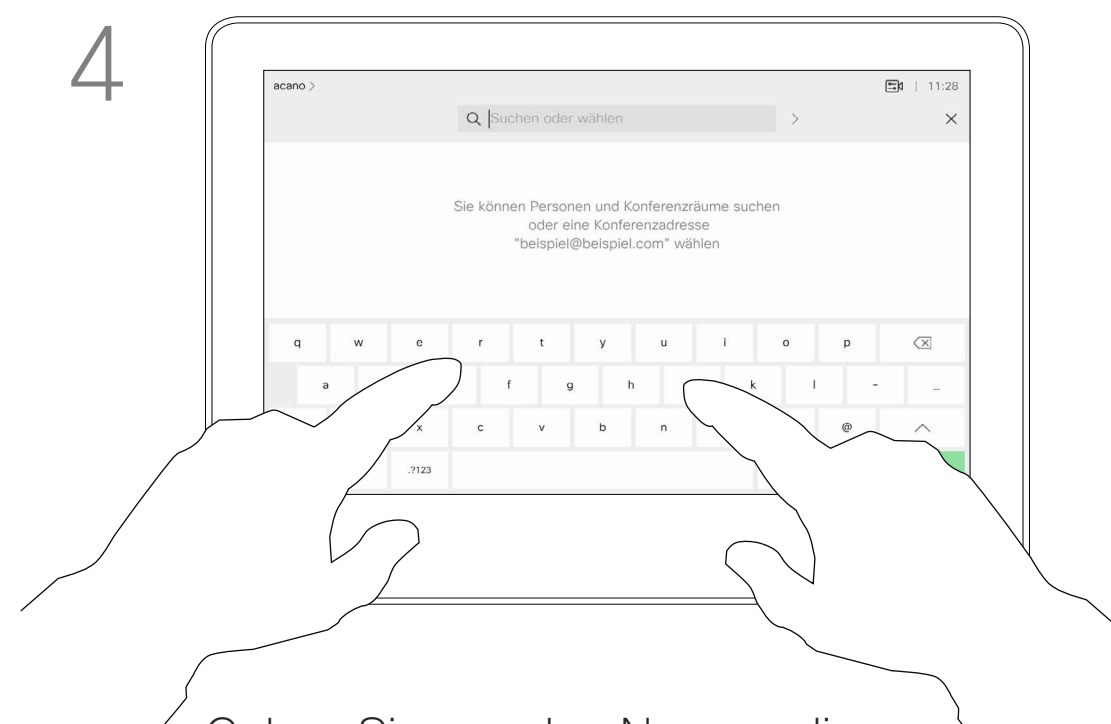 4
acano >
| 11:28
Suchen oder wählen >
Sie können Personen und Konferenzräume suchen
oder eine Konferenzadresse
"beispiel@beispiel.com" wählen
q w e r t y u i o p
a f g h k l - _
x c v b n @
.?123